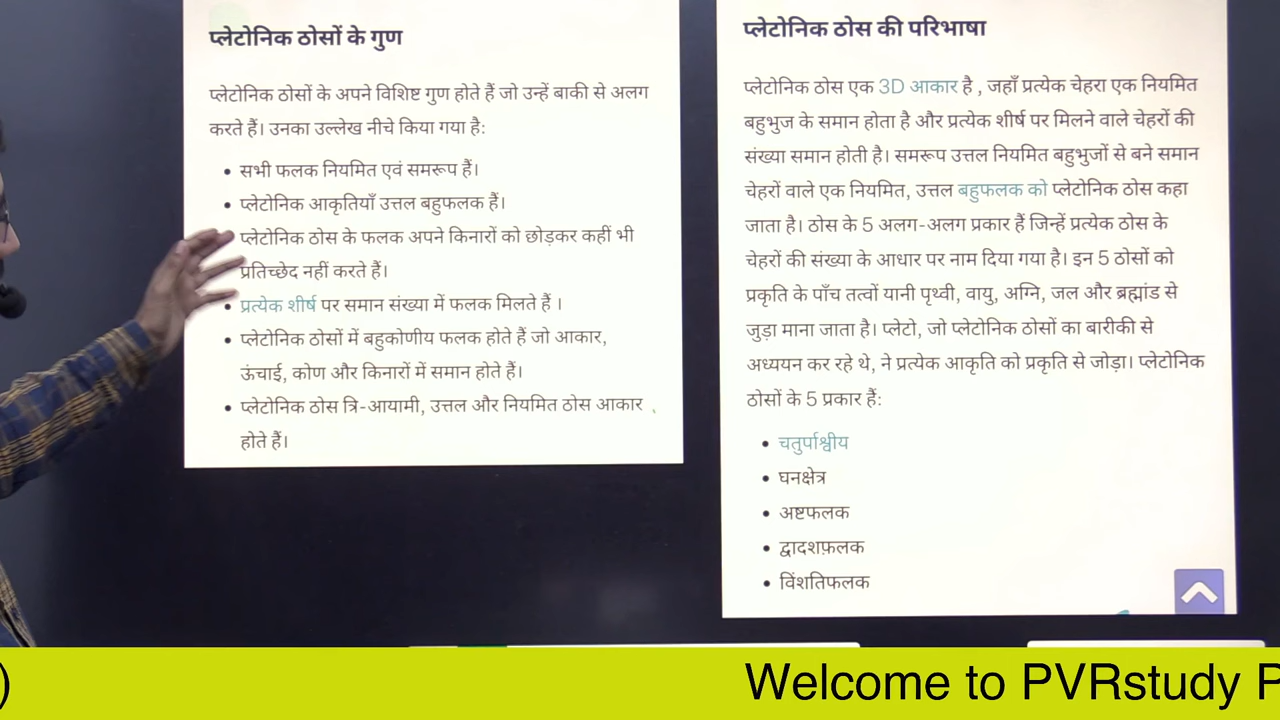 प्लेटोनिक ठोसों के गुण
प्लेटोनिक ठोसों के अपने विशिष्ट गुण होते हैं जो उन्हें बाकी से अलग
करते हैं। उनका उल्लेख नीचे किया गया है:
सभी फलक नियमित एवं समरूप हैं।
प्लेटोनिक आकृतियाँ उत्तल बहुफलक हैं।
प्लेटोनिक ठोस के फलक अपने किनारों को छोड़कर कहीं भी
प्रतिच्छेद नहीं करते हैं।
प्रत्येक शीर्ष पर समान संख्या में फलक मिलते हैं ।
प्लेटोनिक ठोसों में बहुकोणीय फलक होते हैं जो आकार,
ऊंचाई, कोण और किनारों में समान होते हैं।
प्लेटोनिक ठोस त्रि-आयामी, उत्तल और नियमित ठोस आकार
होते हैं।
प्लेटोनिक ठोस की परिभाषा
प्लेटोनिक ठोस एक 3D आकार है , जहाँ प्रत्येक चेहरा एक नियमित
बहुभुज के समान होता है और प्रत्येक शीर्ष पर मिलने वाले चेहरों की
संख्या समान होती है। समरूप उत्तल नियमित बहुभुजों से बने समान
चेहरों वाले एक नियमित, उत्तल बहुफलक को प्लेटोनिक ठोस कहा
जाता है। ठोस के 5 अलग-अलग प्रकार हैं जिन्हें प्रत्येक ठोस के
चेहरों की संख्या के आधार पर नाम दिया गया है। इन 5 ठोसों को
प्रकृति के पाँच तत्वों यानी पृथ्वी, वायु, अग्नि, जल और ब्रह्मांड से
जुड़ा माना जाता है। प्लेटो, जो प्लेटोनिक ठोसों का बारीकी से
अध्ययन कर रहे थे, ने प्रत्येक आकृति को प्रकृति से जोड़ा। प्लेटोनिक
ठोसों के 5 प्रकार हैं:
चतुर्पाश्वीय
घनक्षेत्र
अष्टफलक
द्वादशफ़लक
विंशतिफलक
) Welcome to PVRstudy P